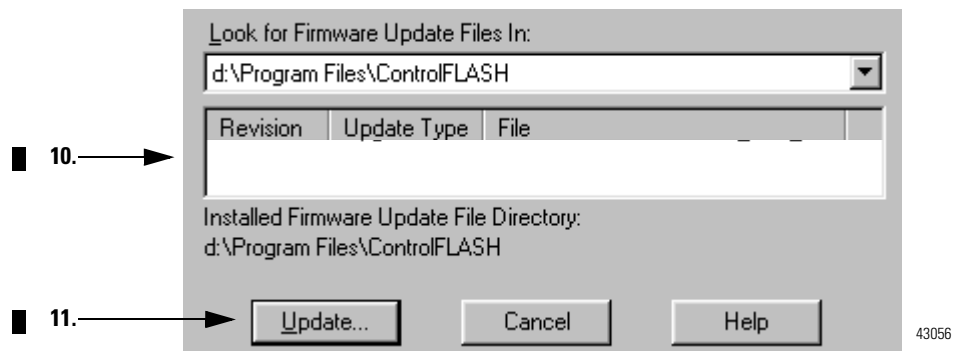 Look for Firmware Update Files In:
d:\Program Files\ControlFLASH
Revision Update Type File
10.
Installed Firmware Update File Directory:
d:\Program Files\ControlFLASH
11.
Update... Cancel Help
43056